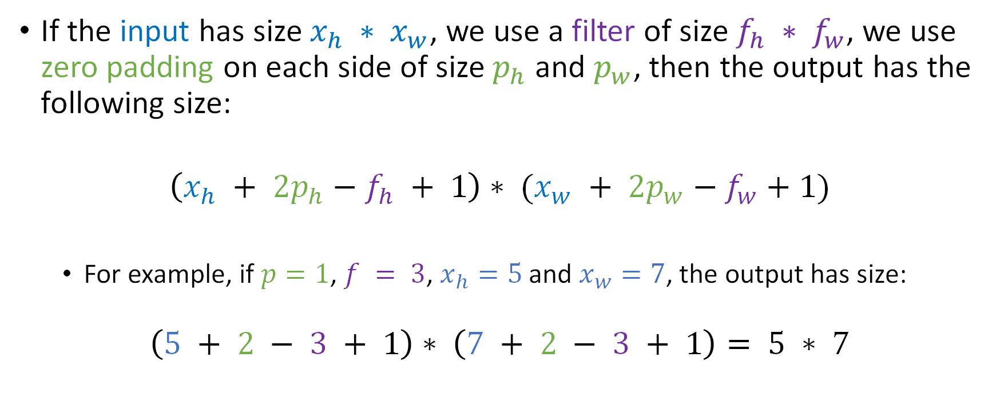 • If the input has size x_h * x_w, we use a filter of size f_h * f_w, we use
zero padding on each side of size p_h and p_w, then the output has the
following size:
(x_h + 2p_h − f_h + 1) * (x_w + 2p_w − f_w + 1)
• For example, if p = 1, f = 3, x_h = 5 and x_w = 7, the output has size:
(5 + 2 − 3 + 1) * (7 + 2 − 3 + 1) = 5 * 7